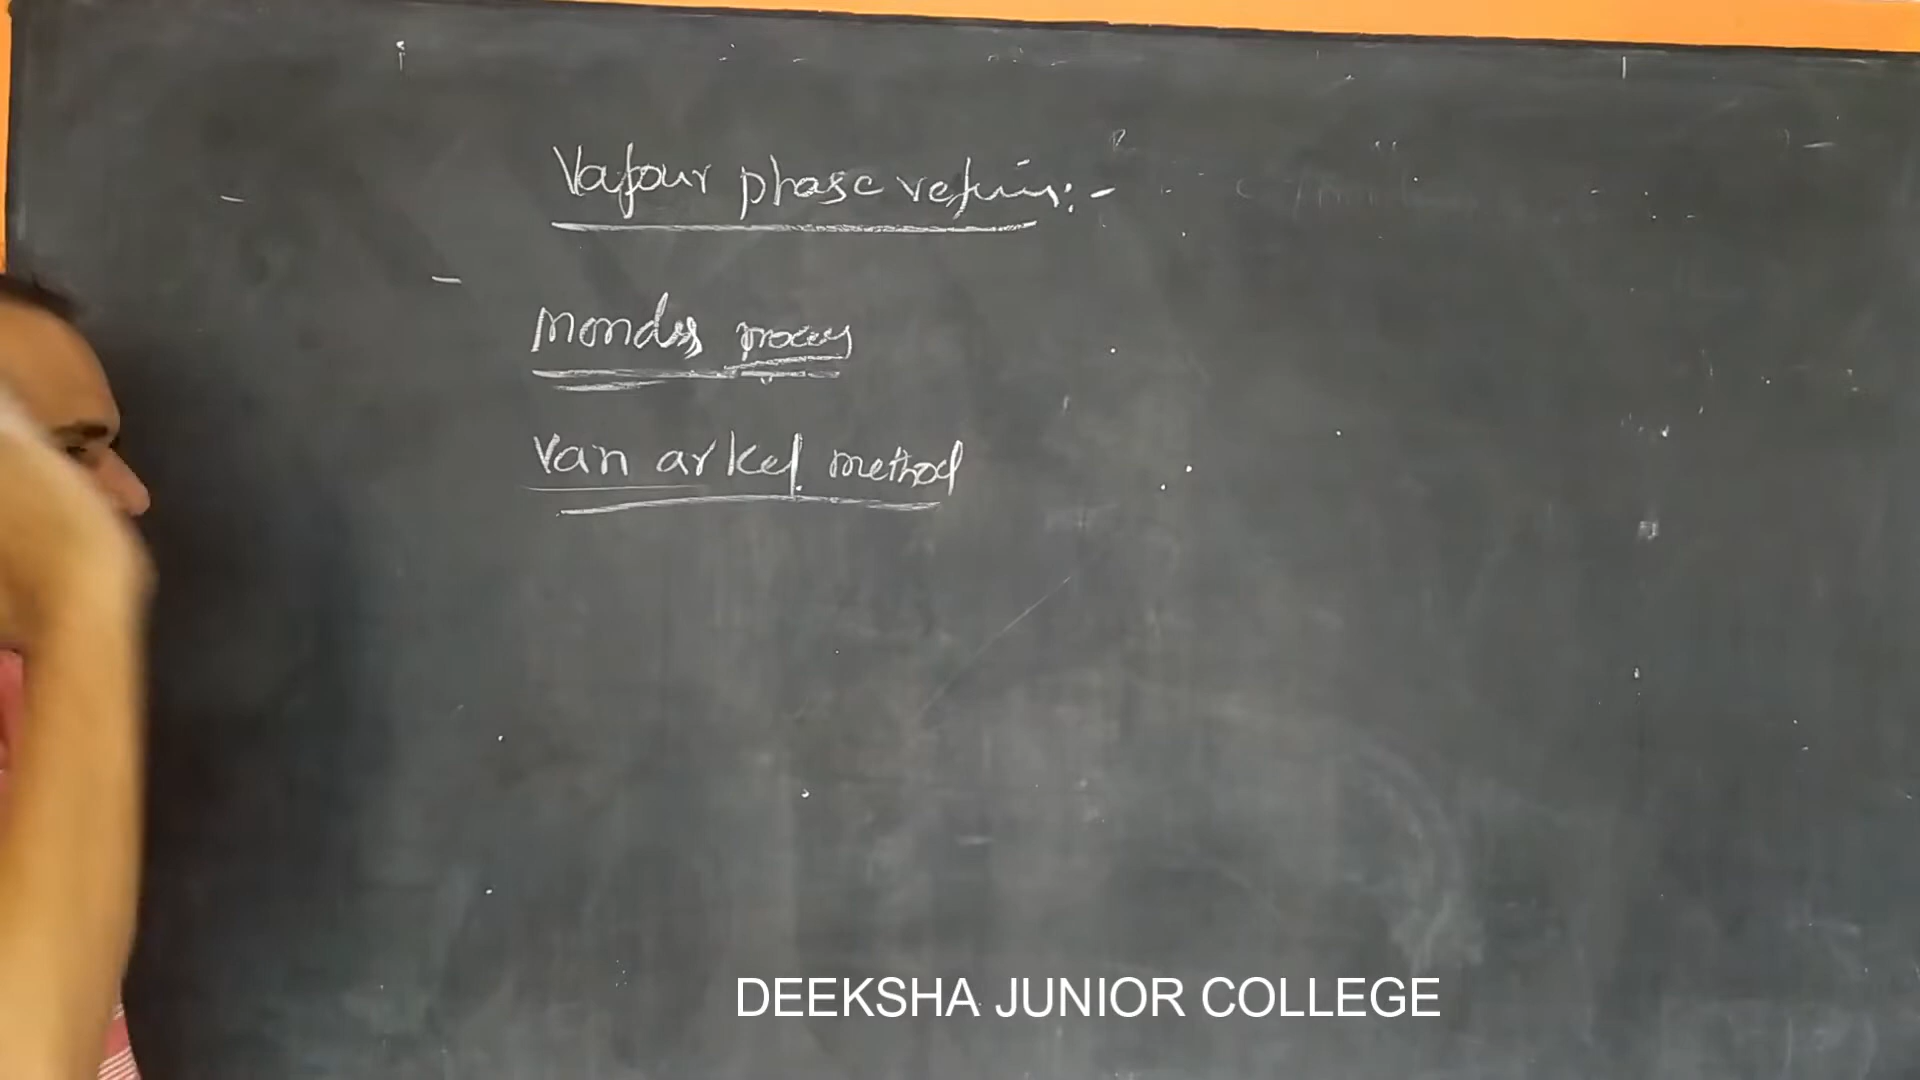 Vapour phase refining:-
Monds process
Van arkel method
DEEKSHA JUNIOR COLLEGE